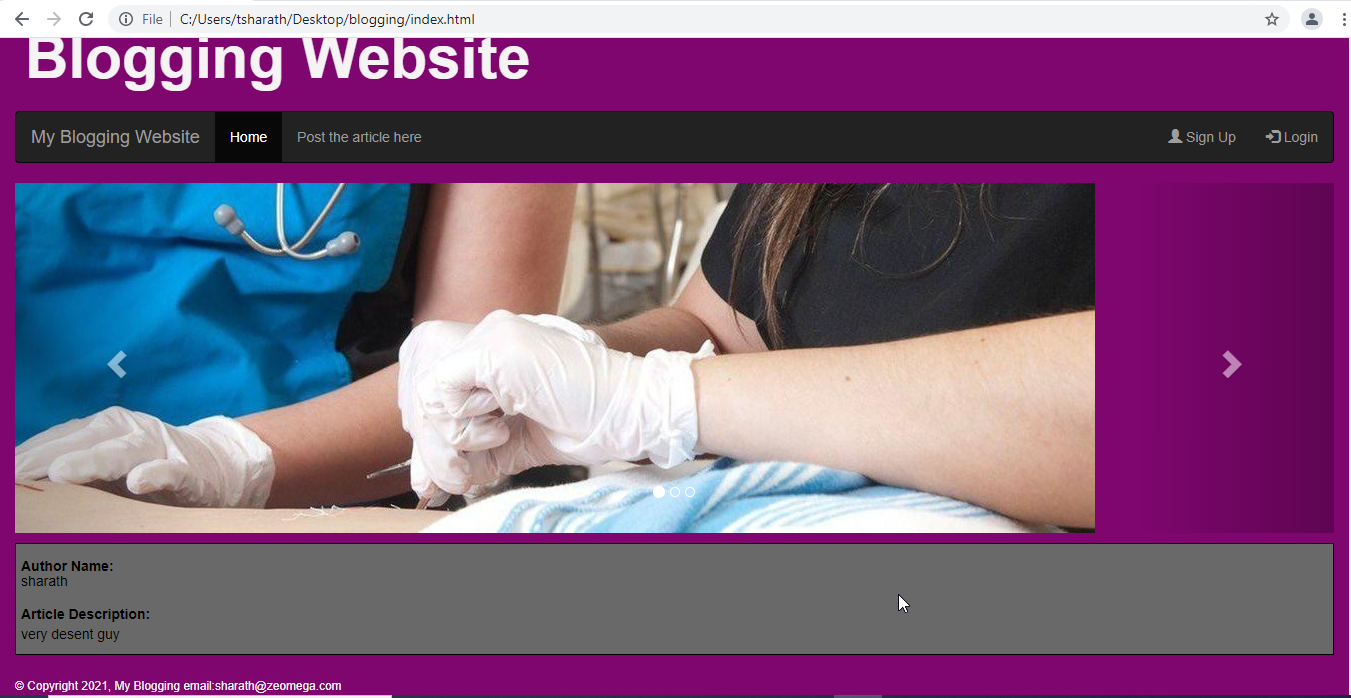 File C:/Users/tsharath/Desktop/blogging/index.html
Blogging Website
My Blogging Website Home Post the article here Sign Up Login
Author Name:
sharath
Article Description:
very desent guy
© Copyright 2021, My Blogging email:sharath@zeomega.com